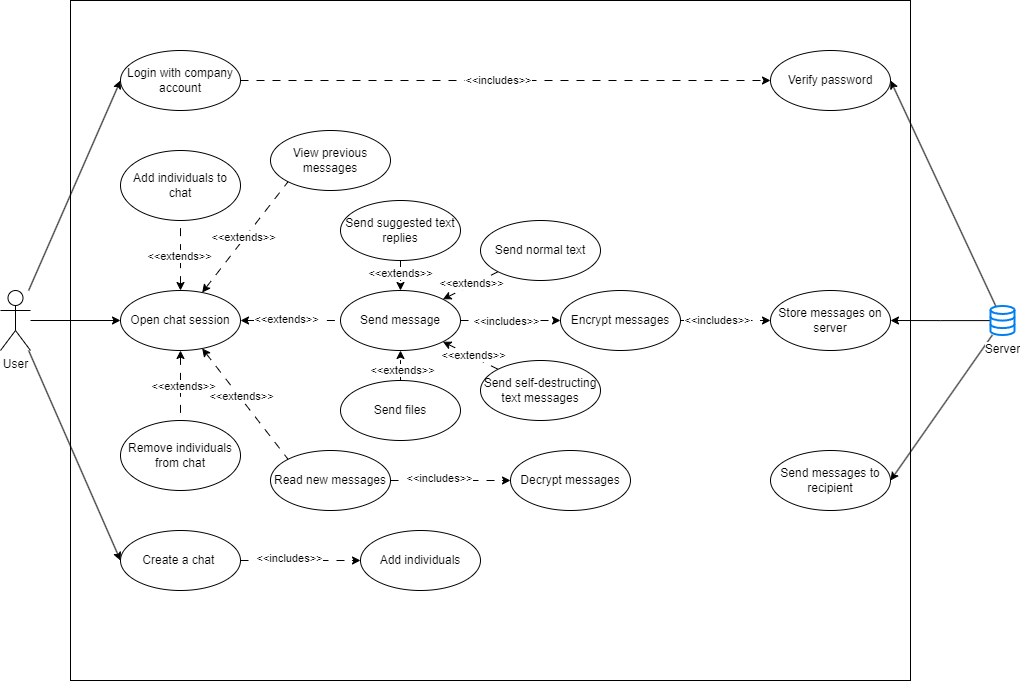 Login with company
account
<<includes>>
Verify password
View previous
messages
Add individuals to
chat
<<extends>>
<<extends>>
Send suggested text
replies
Send normal text
<<extends>>
<<extends>>
Open chat session
<<extends>>
Send message
<<includes>>
Encrypt messages
<<includes>>
Store messages on
server
User
Server
<<extends>>
<<extends>>
Send self-destructing
text messages
<<extends>>
<<extends>>
Send files
Remove individuals
from chat
Read new messages
<<includes>>
Decrypt messages
Send messages to
recipient
Create a chat
<<includes>>
Add individuals